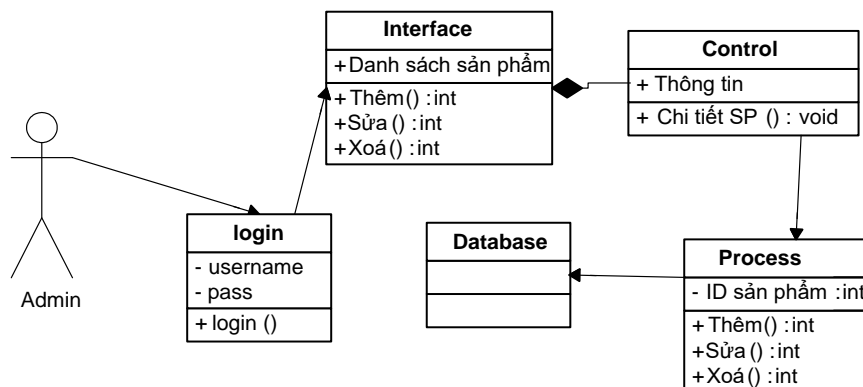 Interface
+Danh sách sản phẩm
+Thêm() :int
+Sửa() :int
+Xoá() :int
Control
+ Thông tin
+ Chi tiết SP () : void
Admin
login
- username
- pass
+ login ()
Database
Process
- ID sản phẩm :int
+Thêm() :int
+Sửa() :int
+Xoá() :int